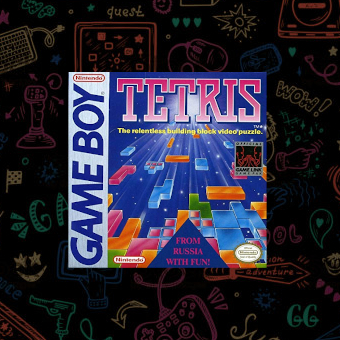 quest
Nintendo
GAME BOY
TETRIS
TM
The relentless building block video puzzle.
OFFICIAL
GAME LINK
wow!
FROM
RUSSIA
WITH FUN!
Nintendo
adventure
GG